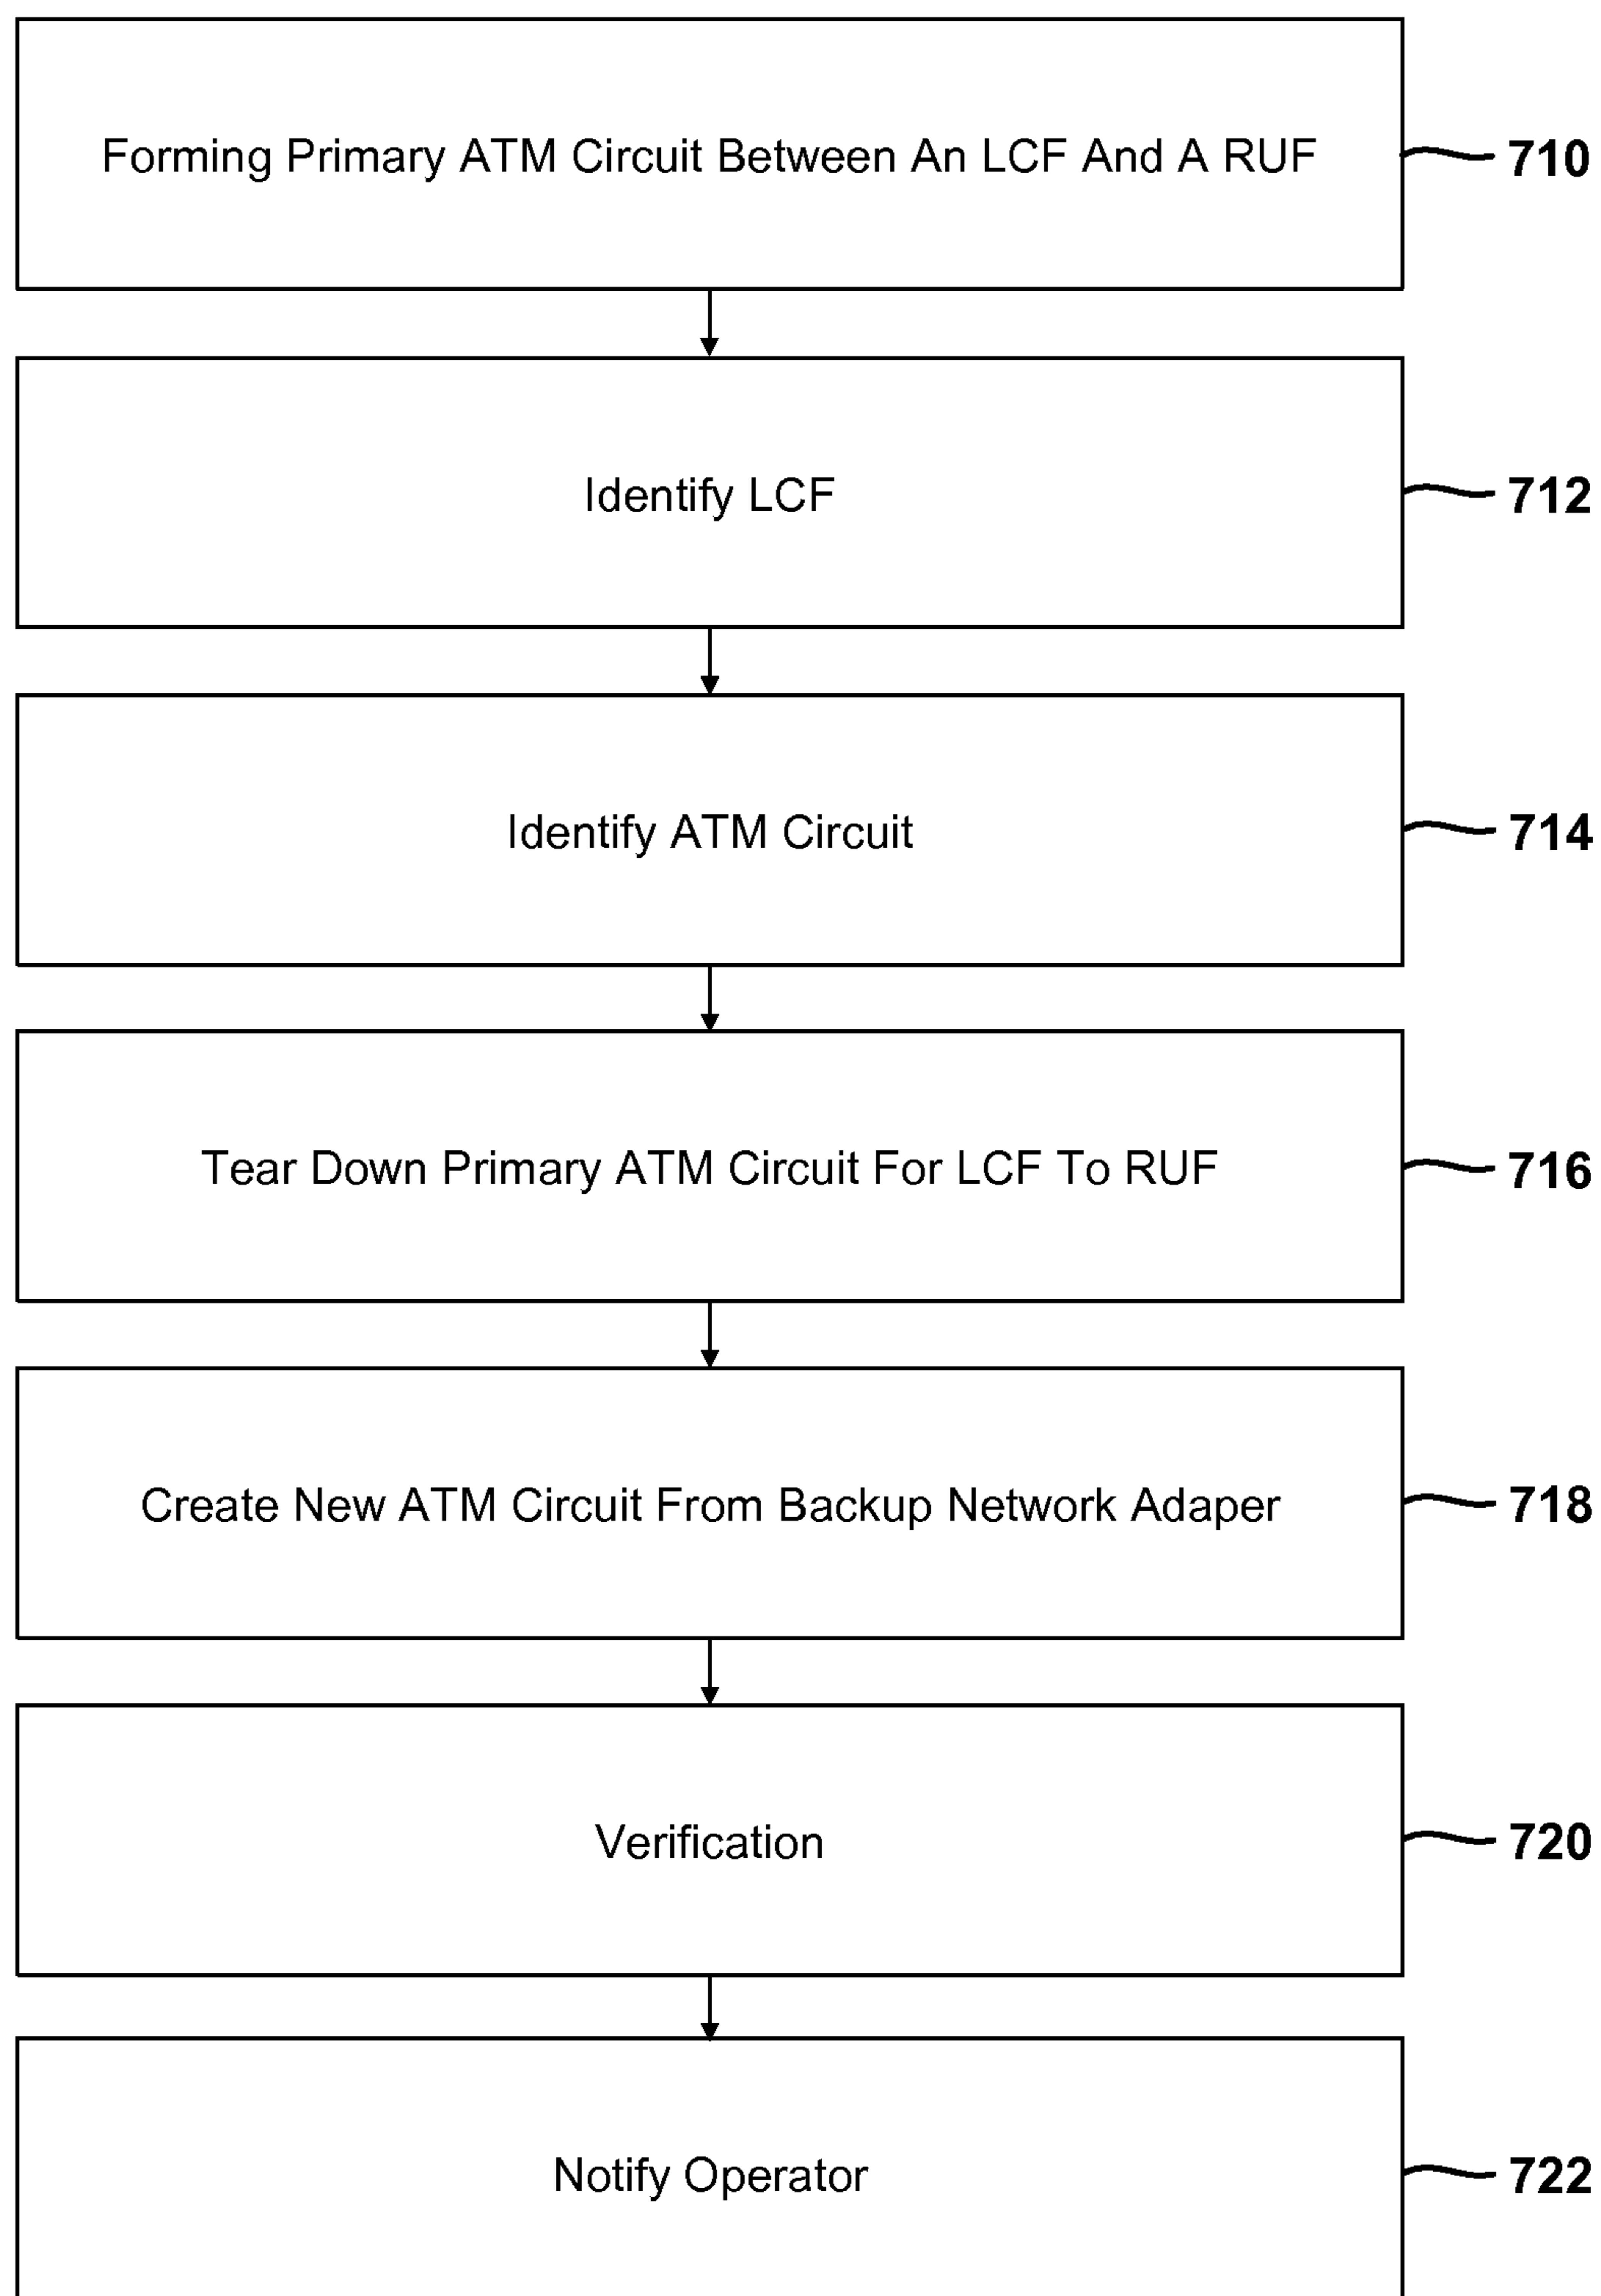 Forming Primary ATM Circuit Between An LCF And A RUF
710
Identify LCF
712
Identify ATM Circuit
714
Tear Down Primary ATM Circuit For LCF To RUF
716
Create New ATM Circuit From Backup Network Adaper
718
Verification
720
Notify Operator
722